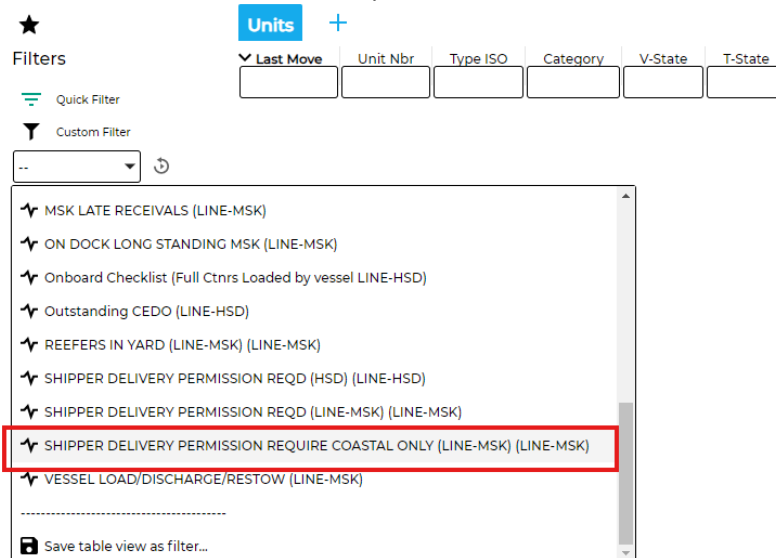 Units +
Filters
Last Move Unit Nbr Type ISO Category V-State T-State
Quick Filter
Custom Filter
--
MSK LATE RECEIVALS (LINE-MSK)
ON DOCK LONG STANDING MSK (LINE-MSK)
Onboard Checklist (Full Ctnrs Loaded by vessel LINE-HSD)
Outstanding CEDO (LINE-HSD)
REEFERS IN YARD (LINE-MSK) (LINE-MSK)
SHIPPER DELIVERY PERMISSION REQD (HSD) (LINE-HSD)
SHIPPER DELIVERY PERMISSION REQD (LINE-MSK) (LINE-MSK)
SHIPPER DELIVERY PERMISSION REQUIRE COASTAL ONLY (LINE-MSK) (LINE-MSK)
VESSEL LOAD/DISCHARGE/RESTOW (LINE-MSK)
---------------------------------------
Save table view as filter...